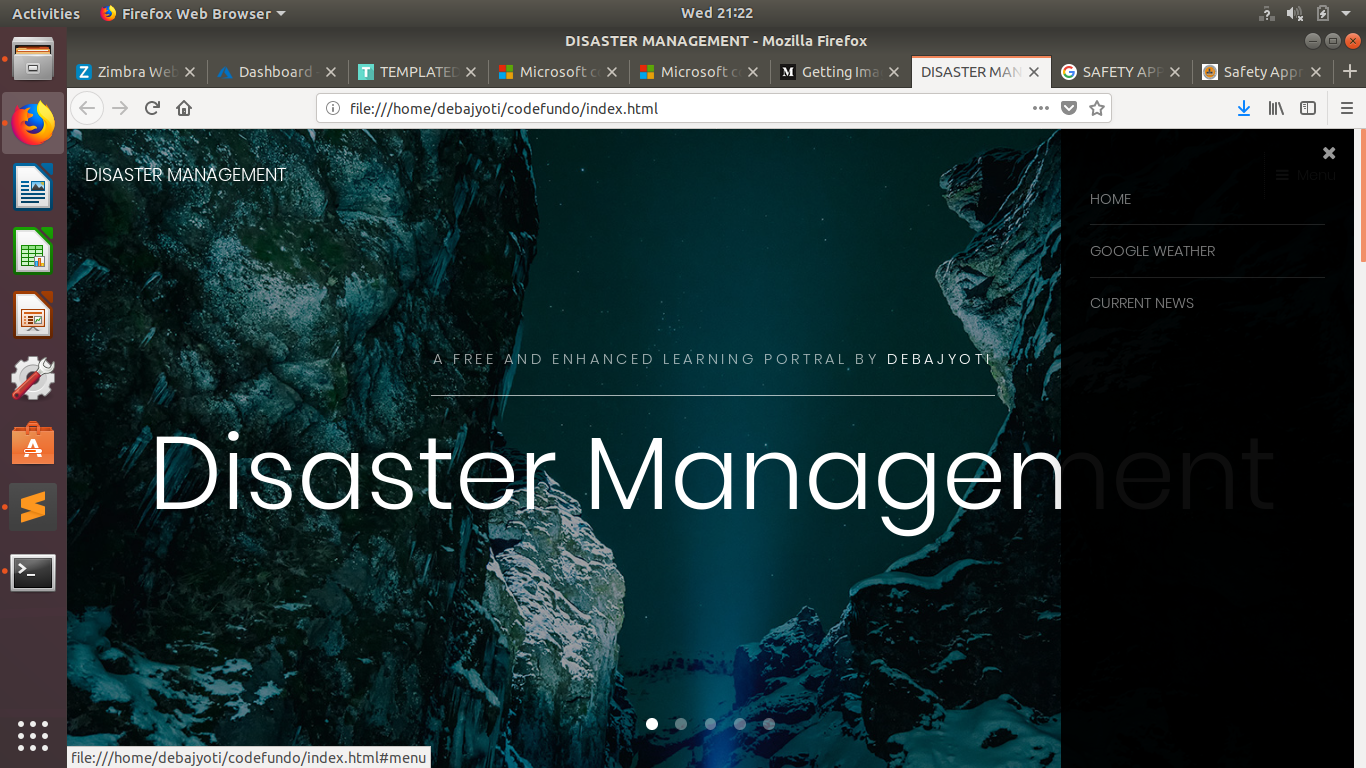 Activities
Firefox Web Browser
Wed 21:22
DISASTER MANAGEMENT - Mozilla Firefox
Zimbra Web
Dashboard
TEMPLATED
Microsoft c
Microsoft c
Getting Ima
DISASTER MAN
SAFETY APP
Safety Appr
file:///home/debajyoti/codefundo/index.html
DISASTER MANAGEMENT
Menu
HOME
GOOGLE WEATHER
CURRENT NEWS
A FREE AND ENHANCED LEARNING PORTRAL BY DEBAJYOTI
Disaster Management
file:///home/debajyoti/codefundo/index.html#menu